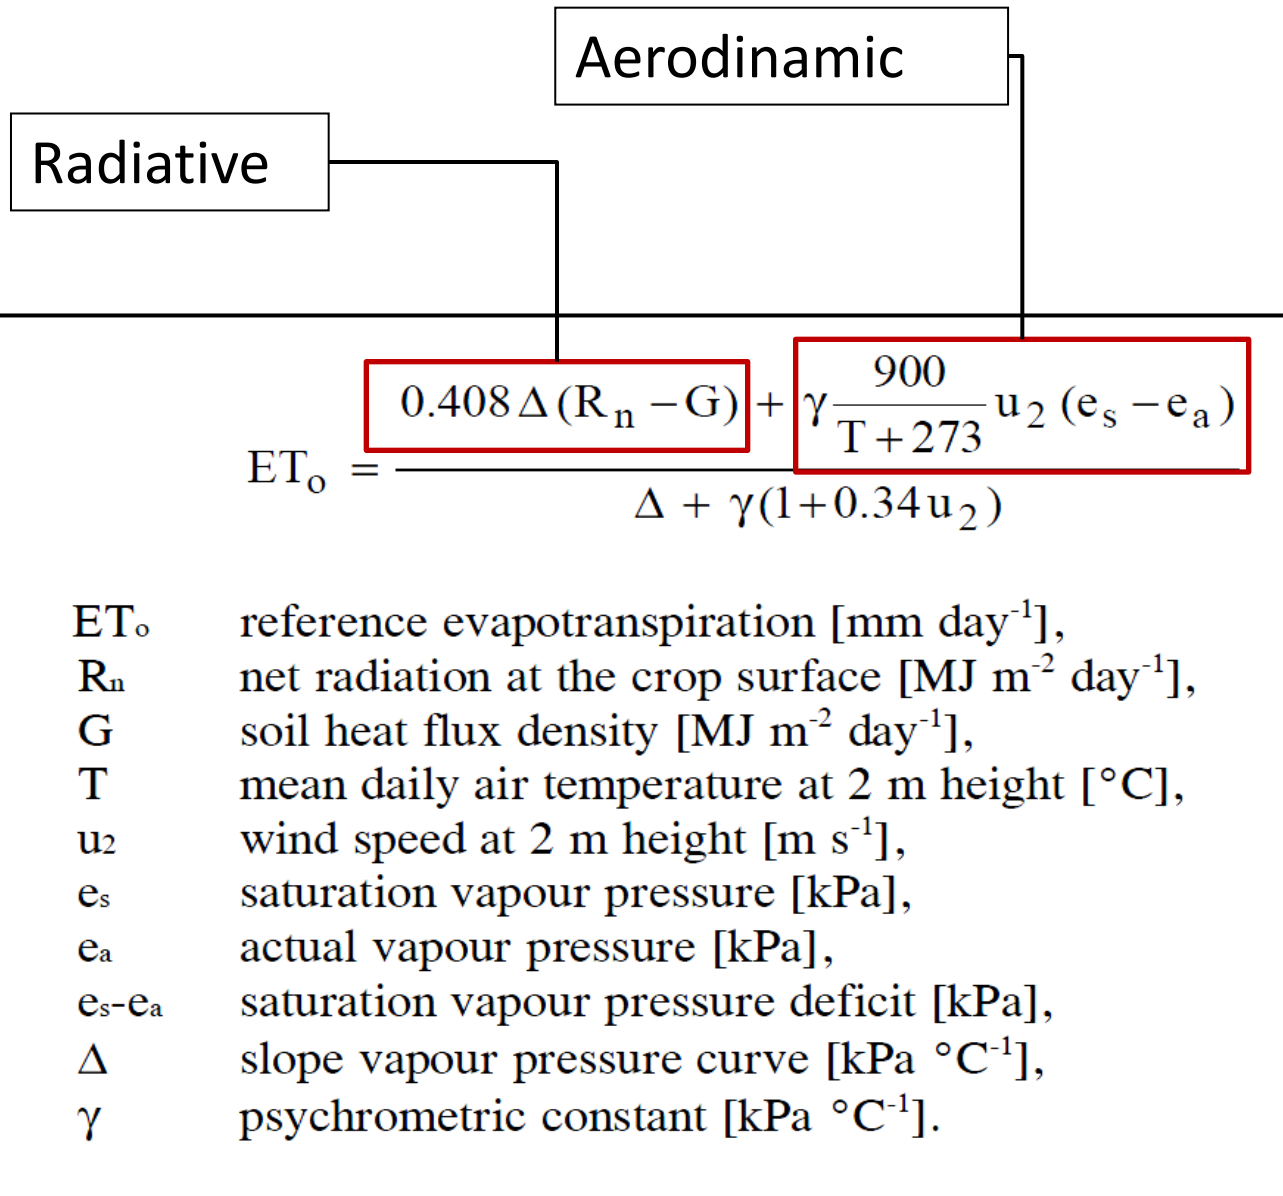 Aerodinamic
Radiative
ET₀ = (0.408 Δ (Rₙ − G) + γ 900/(T + 273) u₂ (eₛ − eₐ)) / (Δ + γ(1 + 0.34 u₂))
ETₒ reference evapotranspiration [mm day⁻¹],
Rₙ net radiation at the crop surface [MJ m⁻² day⁻¹],
G soil heat flux density [MJ m⁻² day⁻¹],
T mean daily air temperature at 2 m height [°C],
u₂ wind speed at 2 m height [m s⁻¹],
eₛ saturation vapour pressure [kPa],
eₐ actual vapour pressure [kPa],
eₛ-eₐ saturation vapour pressure deficit [kPa],
Δ slope vapour pressure curve [kPa °C⁻¹],
γ psychrometric constant [kPa °C⁻¹].